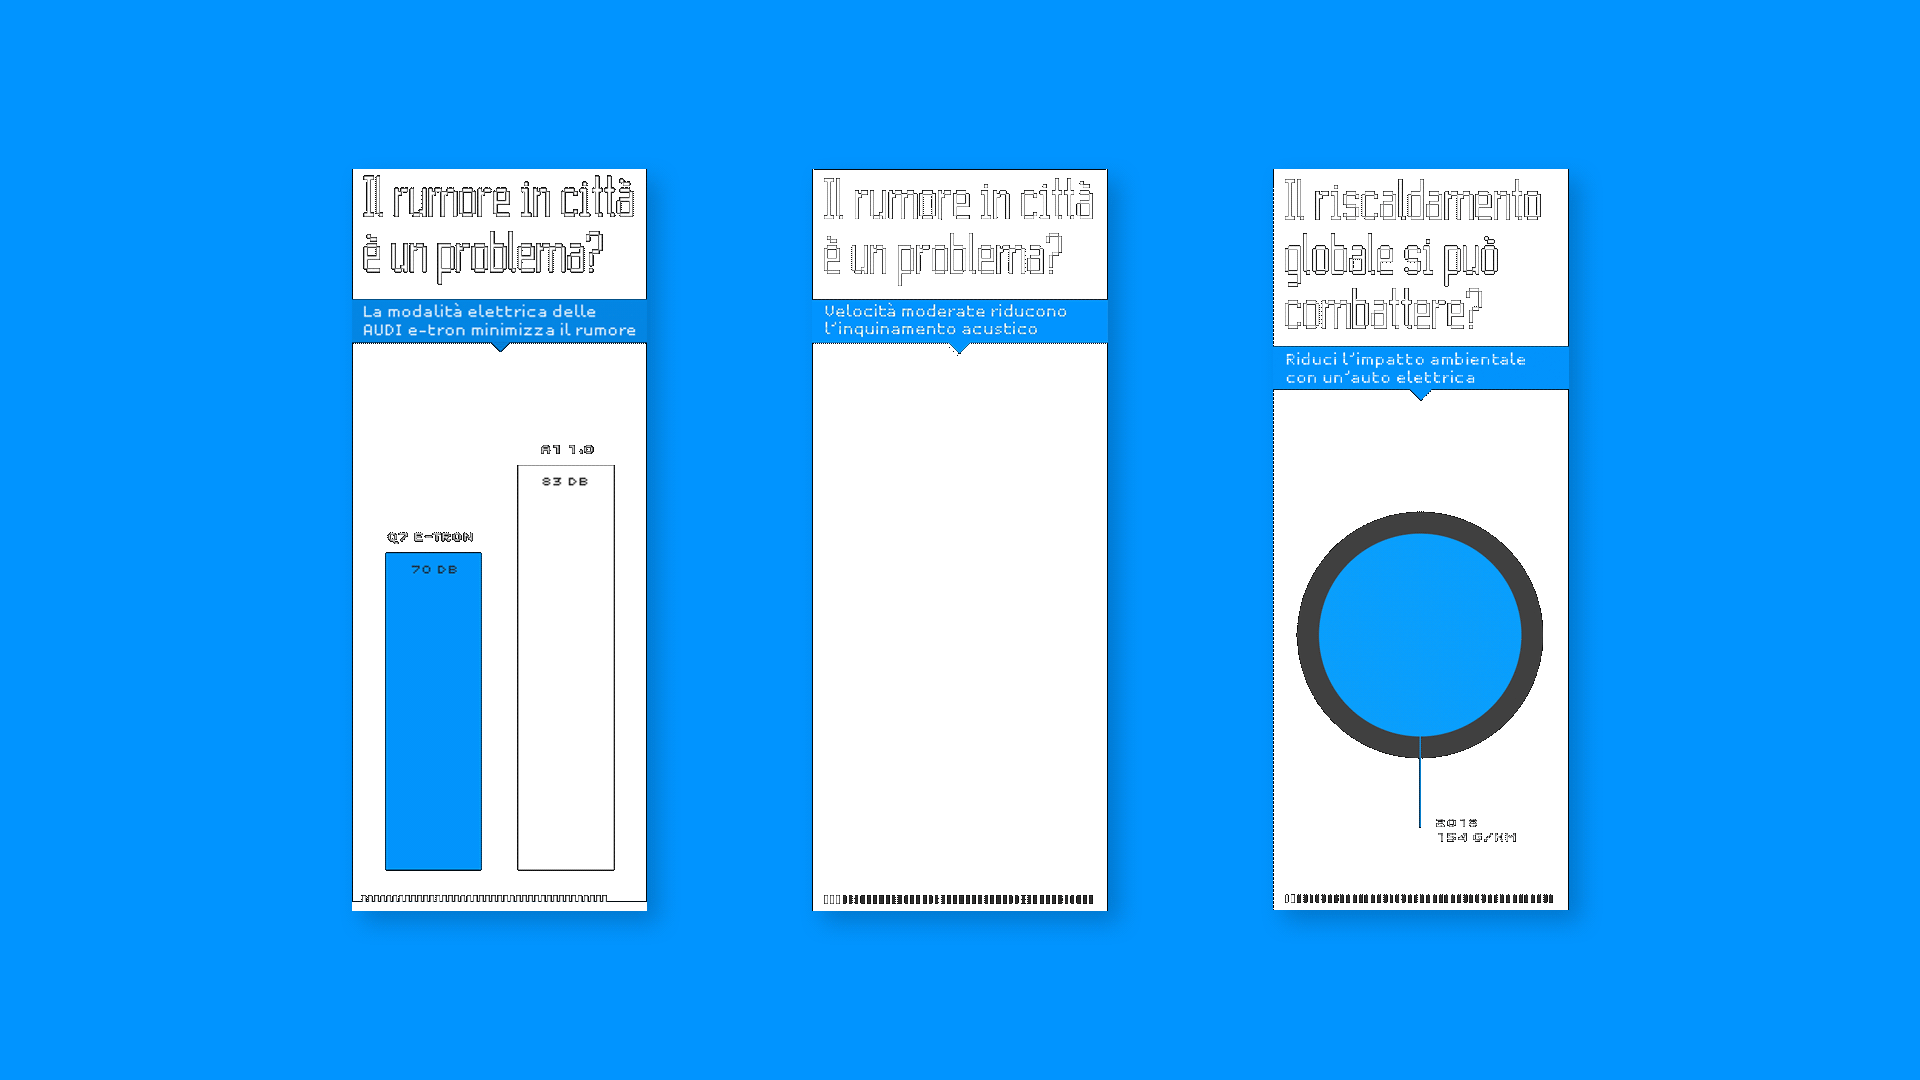 Il rumore in città
è un problema?
La modalità elettrica delle
AUDI e-tron minimizza il rumore
A1 1.0
83 DB
Q7 E-TRON
70 DB
Il rumore in città
è un problema?
Velocità moderate riducono
l'inquinamento acustico
Il riscaldamento
globale si può
combattere?
Riduci l'impatto ambientale
con un'auto elettrica
2018
154 G/KM